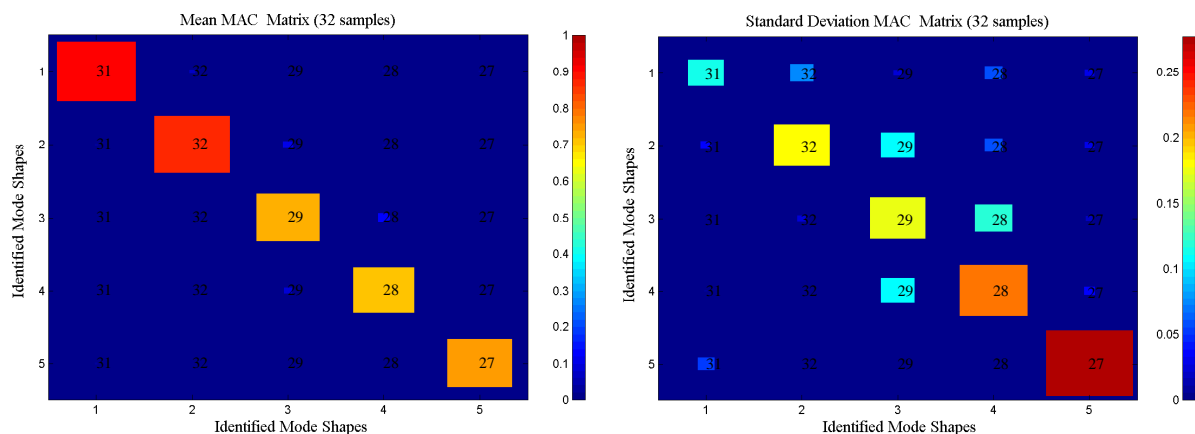 Mean MAC Matrix (32 samples)
Identified Mode Shapes
1 31 32 29 28 27
2 31 32 29 28 27
3 31 32 29 28 27
4 31 32 29 28 27
5 31 32 29 28 27
1 2 3 4 5
Identified Mode Shapes
1
0.9
0.8
0.7
0.6
0.5
0.4
0.3
0.2
0.1
0
Standard Deviation MAC Matrix (32 samples)
Identified Mode Shapes
1 31 32 29 28 27
2 31 32 29 28 27
3 31 32 29 28 27
4 31 32 29 28 27
5 31 32 29 28 27
1 2 3 4 5
Identified Mode Shapes
0.25
0.2
0.15
0.1
0.05
0